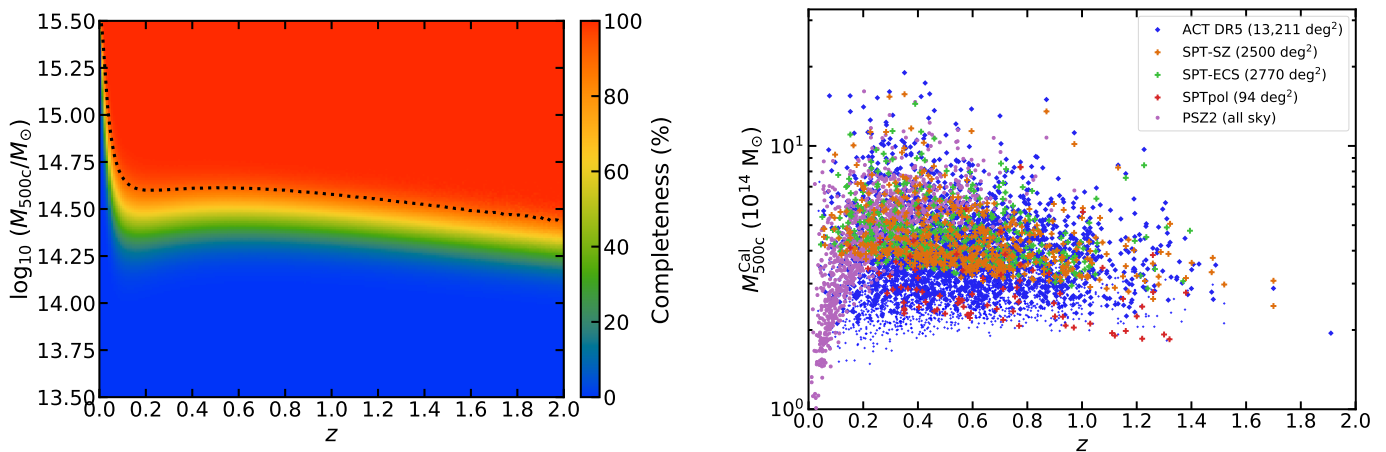 15.50
15.25
15.00
14.75
14.50
14.25
14.00
13.75
13.50
log₁₀ (M₅₀₀c/M⊙)
0.0 0.2 0.4 0.6 0.8 1.0 1.2 1.4 1.6 1.8 2.0
z
100
80
60
40
20
0
Completeness (%)
ACT DR5 (13,211 deg²)
SPT-SZ (2500 deg²)
SPT-ECS (2770 deg²)
SPTpol (94 deg²)
PSZ2 (all sky)
10¹
10⁰
M₅₀₀c^Cal (10¹⁴ M⊙)
0.0 0.2 0.4 0.6 0.8 1.0 1.2 1.4 1.6 1.8 2.0
z